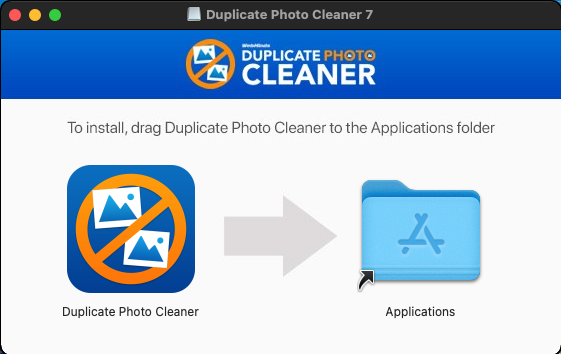 Duplicate Photo Cleaner 7
WebMinds
DUPLICATE PHOTO
CLEANER
To install, drag Duplicate Photo Cleaner to the Applications folder
Duplicate Photo Cleaner
Applications